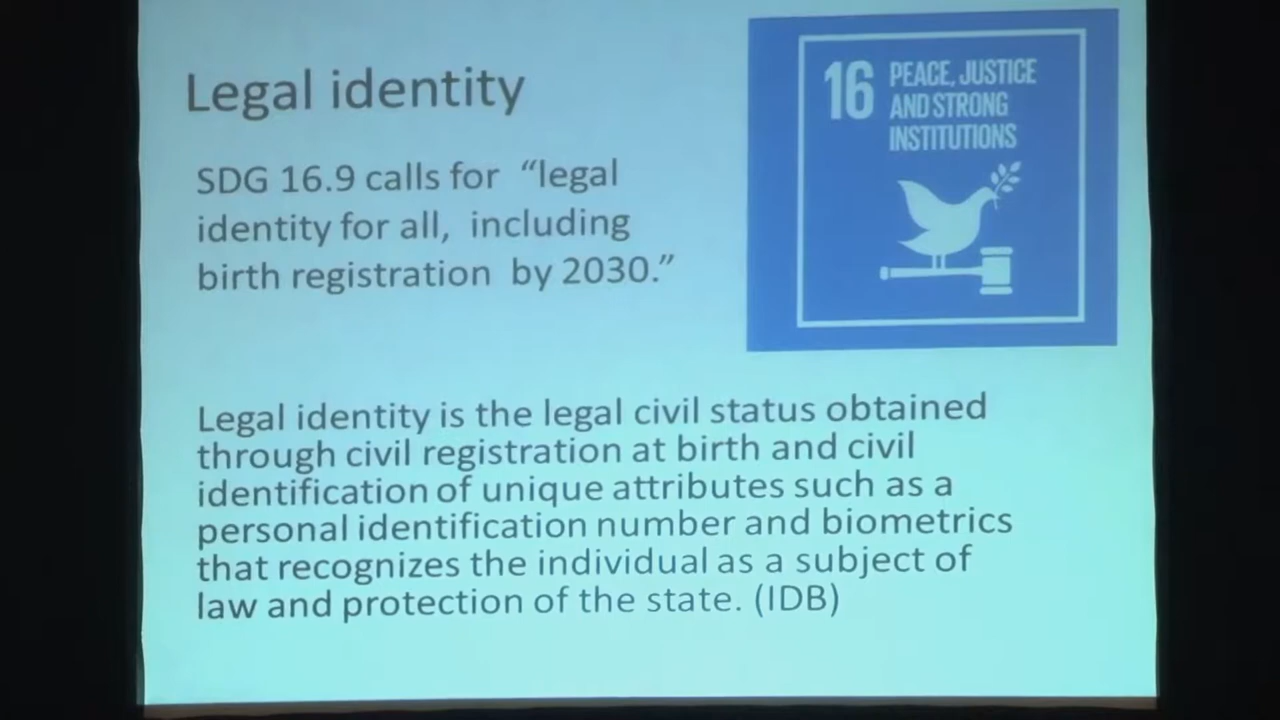 Legal identity
SDG 16.9 calls for “legal
identity for all, including
birth registration by 2030.”
16 PEACE, JUSTICE
AND STRONG
INSTITUTIONS
Legal identity is the legal civil status obtained
through civil registration at birth and civil
identification of unique attributes such as a
personal identification number and biometrics
that recognizes the individual as a subject of
law and protection of the state. (IDB)